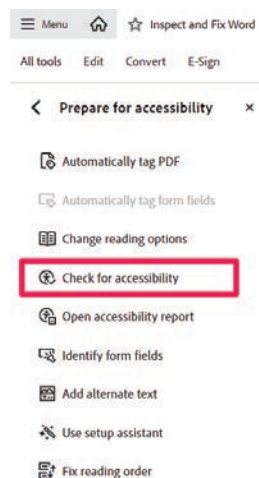 Menu Inspect and Fix Word
All tools Edit Convert E-Sign
Prepare for accessibility
Automatically tag PDF
Automatically tag form fields
Change reading options
Check for accessibility
Open accessibility report
Identify form fields
Add alternate text
Use setup assistant
Fix reading order